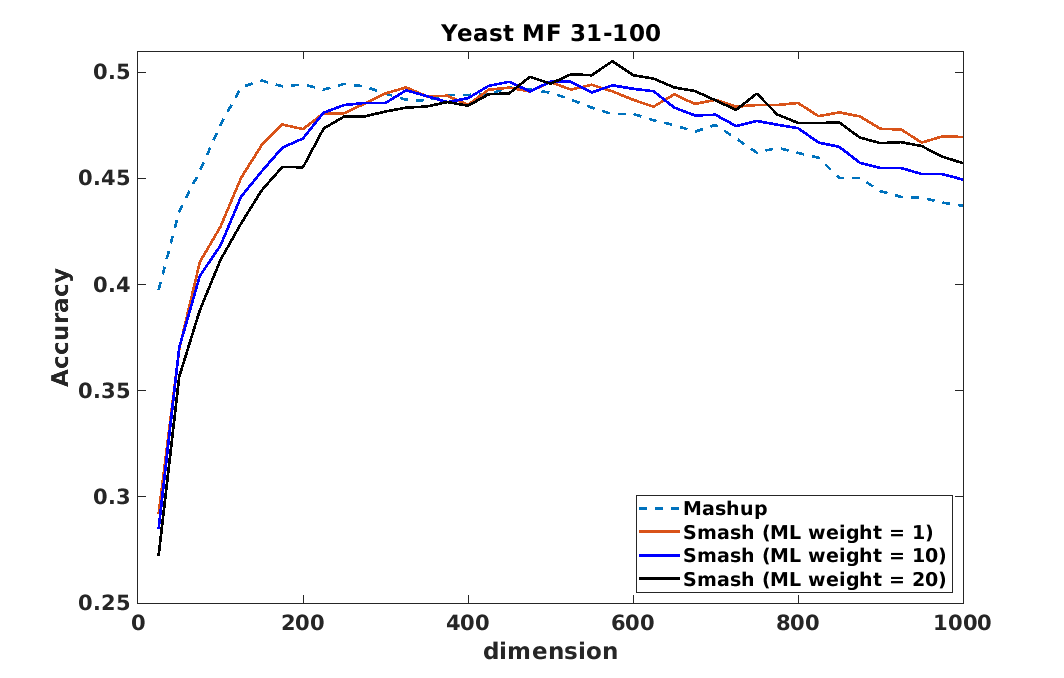 Yeast MF 31-100
Accuracy
0.5
0.45
0.4
0.35
0.3
0.25
0
200
400
600
800
1000
dimension
Mashup
Smash (ML weight = 1)
Smash (ML weight = 10)
Smash (ML weight = 20)